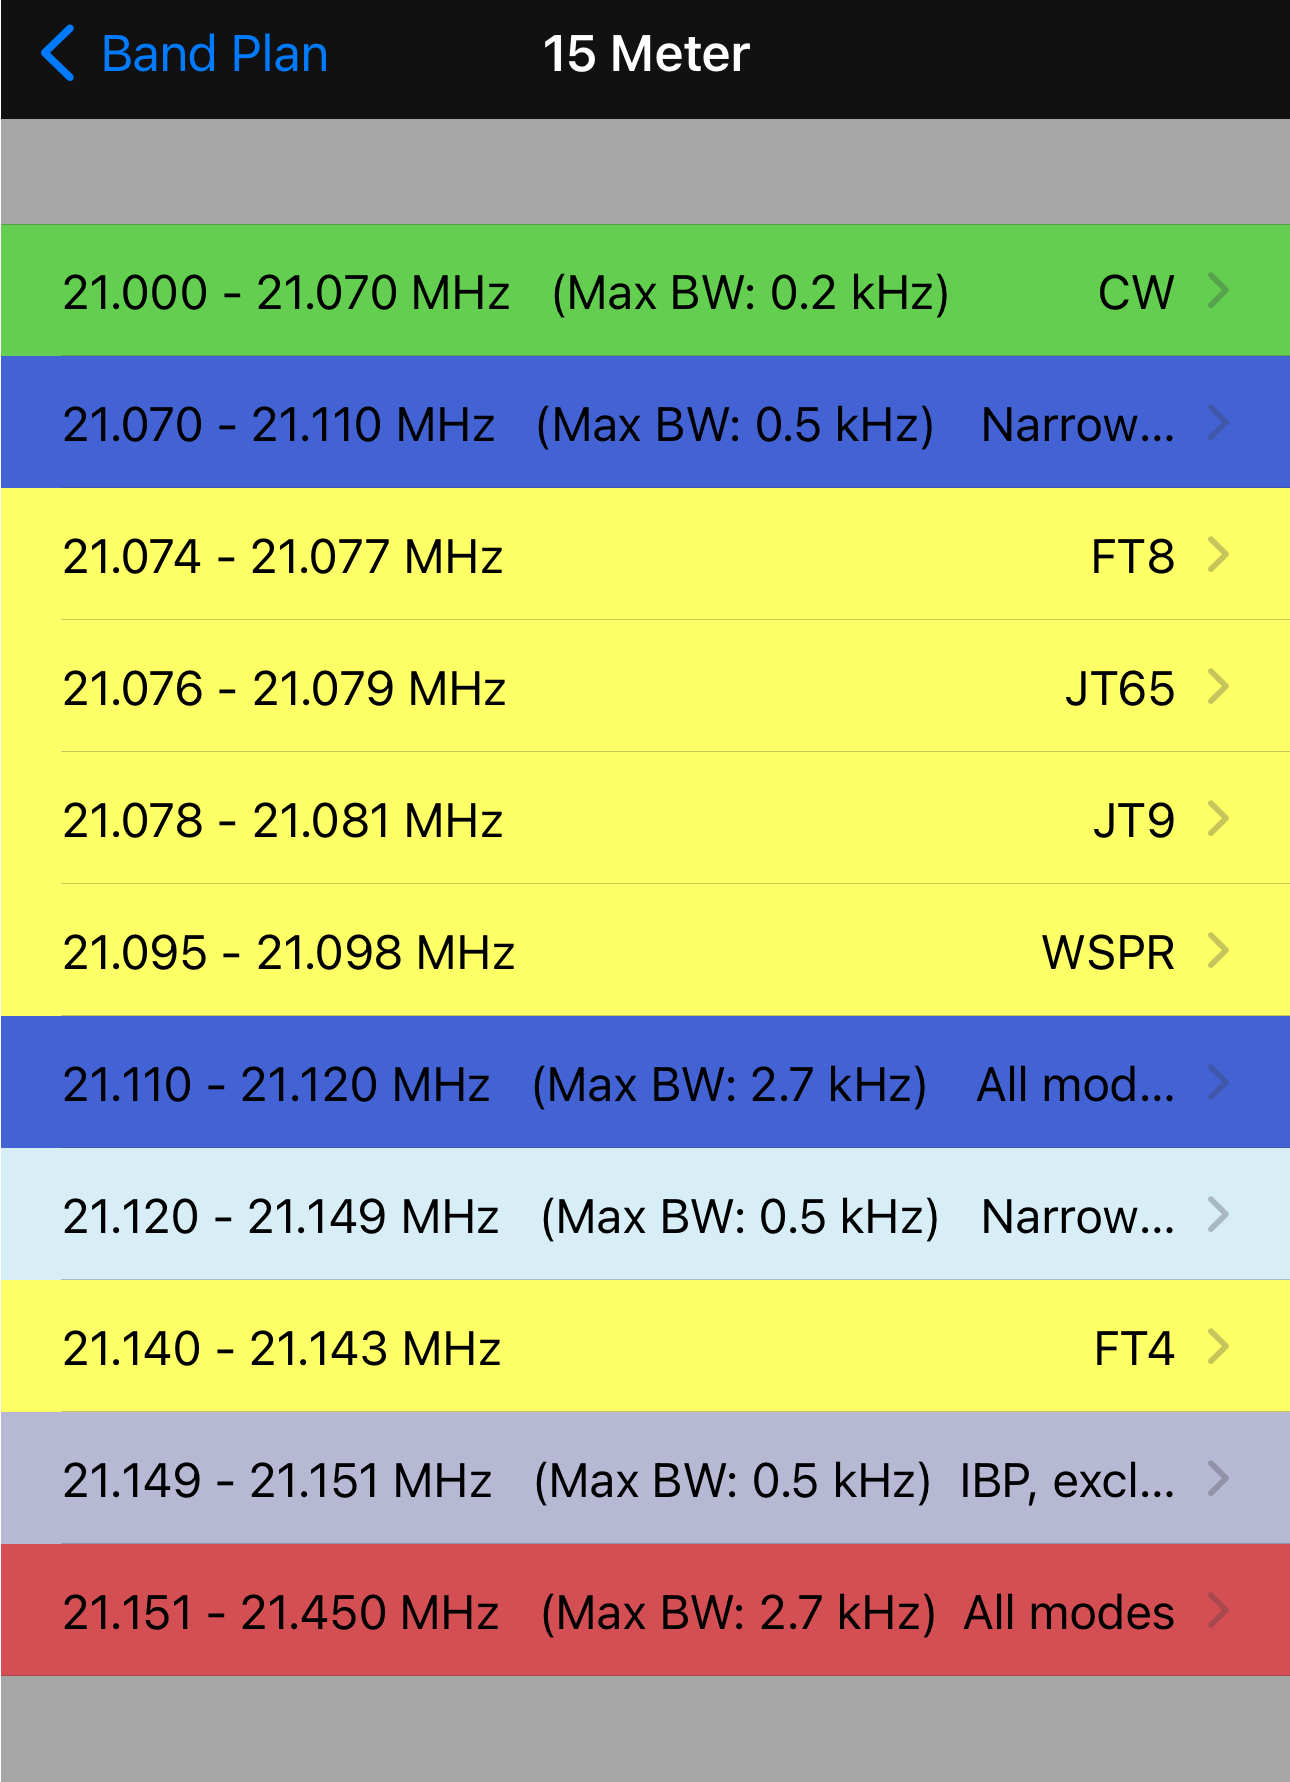 Band Plan 15 Meter
21.000 - 21.070 MHz (Max BW: 0.2 kHz) CW
21.070 - 21.110 MHz (Max BW: 0.5 kHz) Narrow...
21.074 - 21.077 MHz FT8
21.076 - 21.079 MHz JT65
21.078 - 21.081 MHz JT9
21.095 - 21.098 MHz WSPR
21.110 - 21.120 MHz (Max BW: 2.7 kHz) All mod...
21.120 - 21.149 MHz (Max BW: 0.5 kHz) Narrow...
21.140 - 21.143 MHz FT4
21.149 - 21.151 MHz (Max BW: 0.5 kHz) IBP, excl...
21.151 - 21.450 MHz (Max BW: 2.7 kHz) All modes